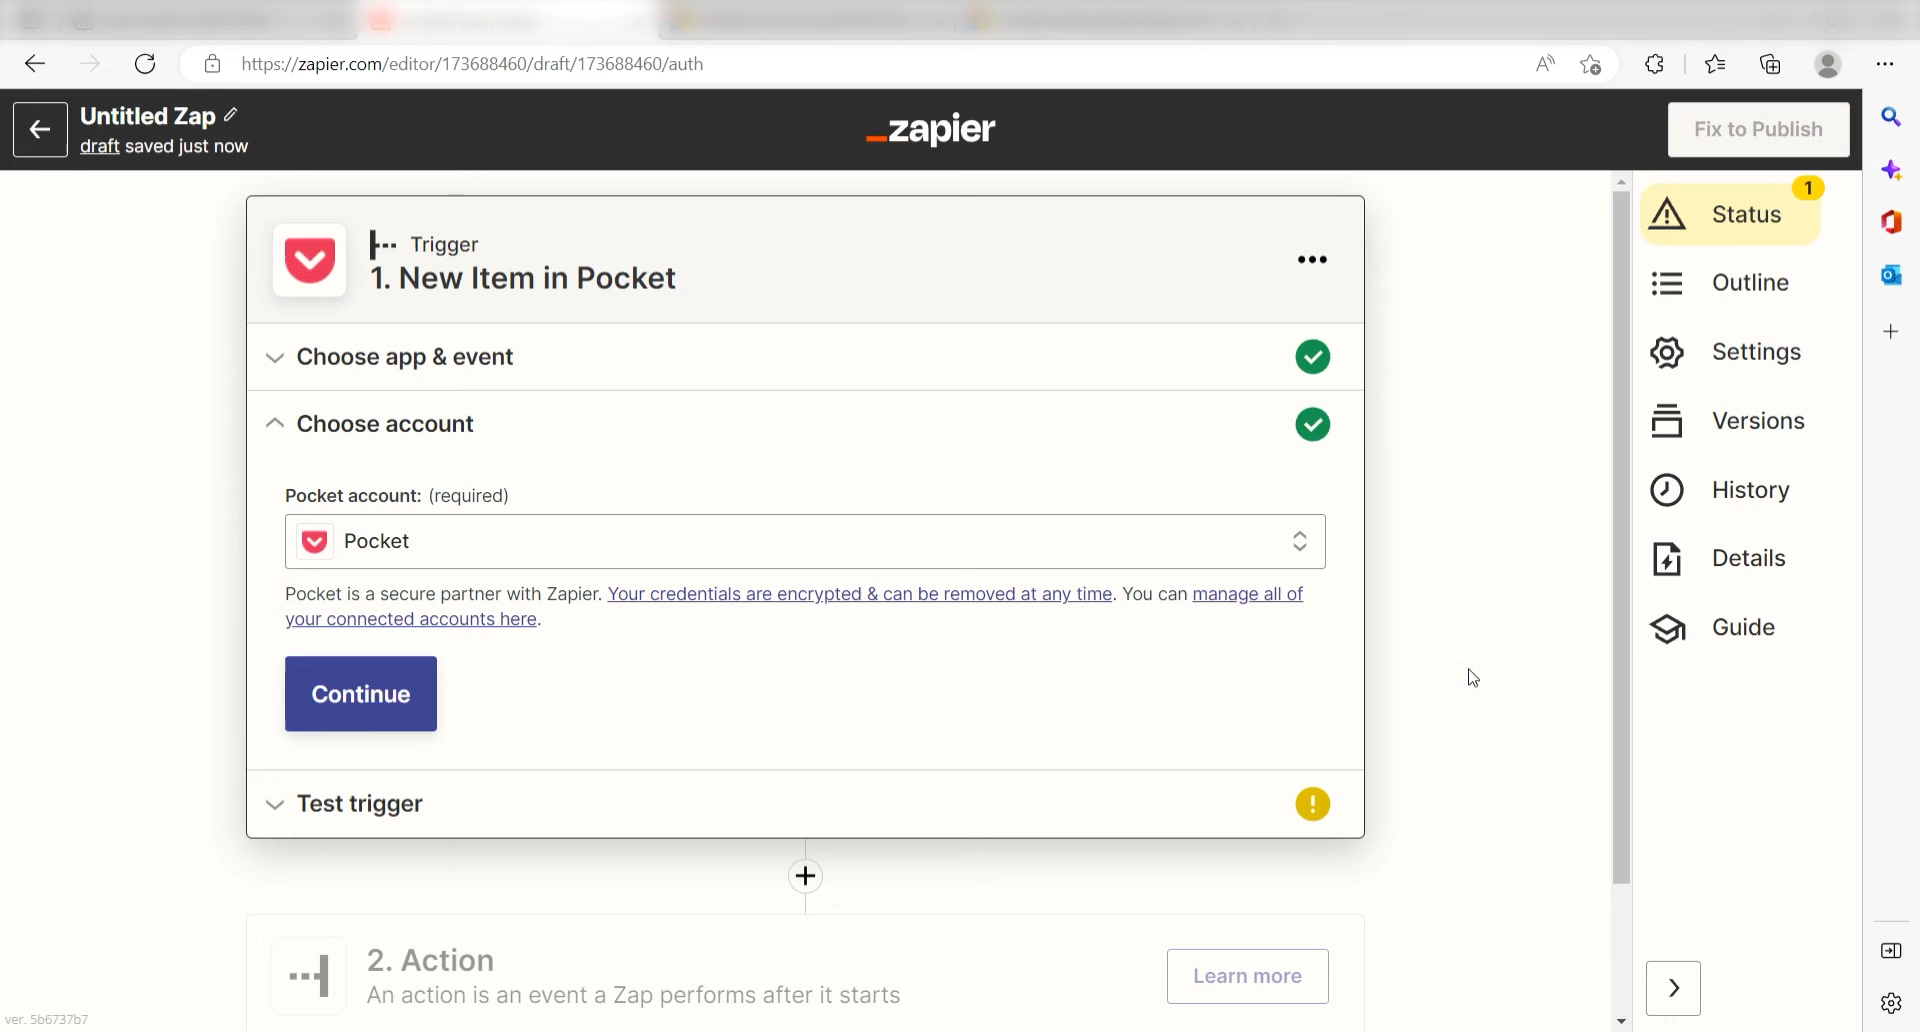 https://zapier.com/editor/173688460/draft/173688460/auth
Untitled Zap
draft saved just now
_zapier
Fix to Publish
Trigger
1. New Item in Pocket
Choose app & event
Choose account
Pocket account: (required)
Pocket
Pocket is a secure partner with Zapier. Your credentials are encrypted & can be removed at any time. You can manage all of
your connected accounts here.
Continue
Test trigger
2. Action
An action is an event a Zap performs after it starts
Learn more
1
Status
Outline
Settings
Versions
History
Details
Guide
ver. 5b6737b7